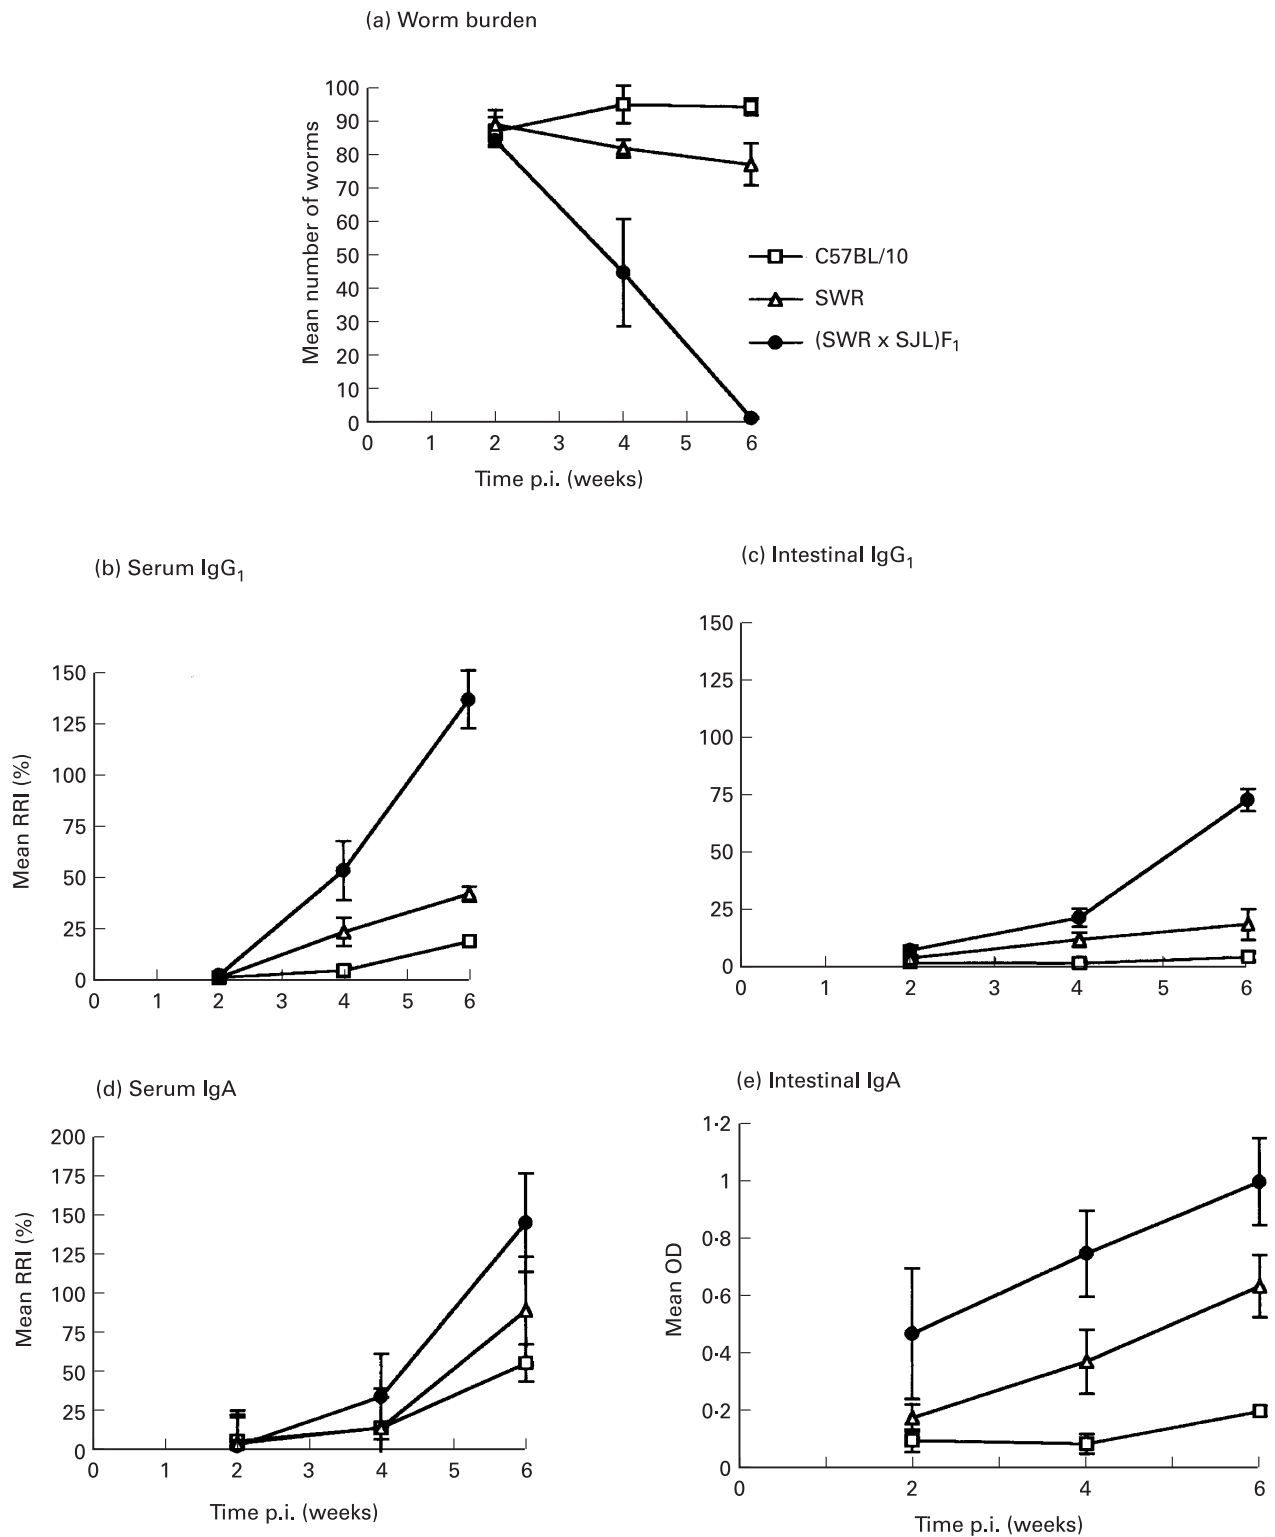 (a) Worm burden
100
90
80
70
60
50
40
30
20
10
0
Mean number of worms
0 1 2 3 4 5 6
Time p.i. (weeks)
C57BL/10
SWR
(SWR x SJL)F₁
(b) Serum IgG₁
150
125
100
75
50
25
0
Mean RRI (%)
0 1 2 3 4 5 6
(c) Intestinal IgG₁
150
125
100
75
50
25
0
0 1 2 3 4 5 6
(d) Serum IgA
200
175
150
125
100
75
50
25
0
Mean RRI (%)
0 1 2 3 4 5 6
Time p.i. (weeks)
(e) Intestinal IgA
1·2
1
0·8
0·6
0·4
0·2
0
Mean OD
0 2 4 6
Time p.i. (weeks)